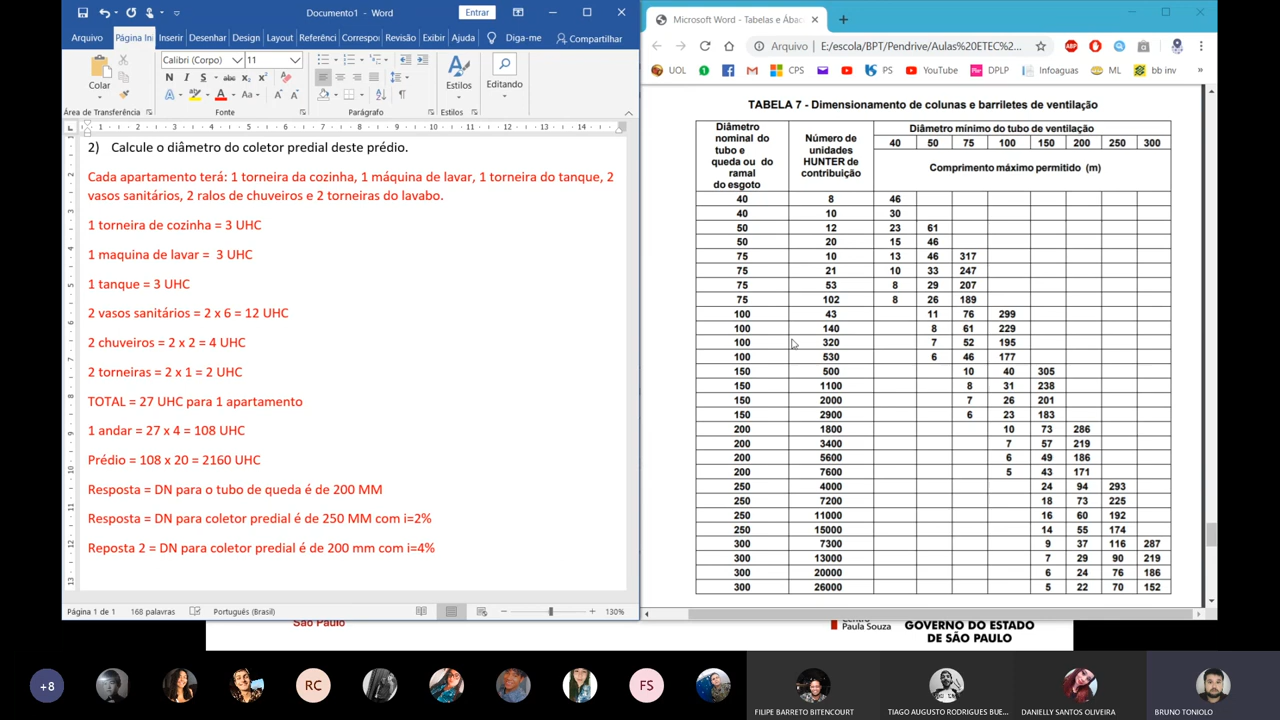 Documento1 - Word
Entrar
Arquivo
Página Ini
Inserir
Desenhar
Design
Layout
Referênci
Correspo
Revisão
Exibir
Ajuda
Diga-me
Compartilhar
Colar
Calibri (Corpo)
11
N I S abc x₂ x²
Editando
Estilos
Área de Transferência
Fonte
Parágrafo
Estilos
2) Calcule o diâmetro do coletor predial deste prédio.
Cada apartamento terá: 1 torneira da cozinha, 1 máquina de lavar, 1 torneira do tanque, 2
vasos sanitários, 2 ralos de chuveiros e 2 torneiras do lavabo.
1 torneira de cozinha = 3 UHC
1 maquina de lavar = 3 UHC
1 tanque = 3 UHC
2 vasos sanitários = 2 x 6 = 12 UHC
2 chuveiros = 2 x 2 = 4 UHC
2 torneiras = 2 x 1 = 2 UHC
TOTAL = 27 UHC para 1 apartamento
1 andar = 27 x 4 = 108 UHC
Prédio = 108 x 20 = 2160 UHC
Resposta = DN para o tubo de queda é de 200 MM
Resposta = DN para coletor predial é de 250 MM com i=2%
Reposta 2 = DN para coletor predial é de 200 mm com i=4%
Página 1 de 1
168 palavras
Português (Brasil)
130%
Microsoft Word - Tabelas e Ába
Arquivo
E:/escola/BPT/Pendrive/Aulas%20ETEC%2...
UOL
CPS
PS
YouTube
DPLP
Infoaguas
ML
bb inv
TABELA 7 - Dimensionamento de colunas e barriletes de ventilação
Diâmetro
nominal do
tubo e
queda ou do
ramal
do esgoto
Número de
unidades
HUNTER de
contribuição
Diâmetro mínimo do tubo de ventilação
40 50 75 100 150 200 250 300
Comprimento máximo permitido (m)
40 8 46
40 10 30
50 12 23 61
50 20 15 46
75 10 13 46 317
75 21 10 33 247
75 53 8 29 207
75 102 8 26 189
100 43 11 76 299
100 140 8 61 229
100 320 7 52 195
100 530 6 46 177
150 500 10 40 305
150 1100 8 31 238
150 2000 7 26 201
150 2900 6 23 183
200 1800 10 73 286
200 3400 7 57 219
200 5600 6 49 186
200 7600 5 43 171
250 4000 24 94 293
250 7200 18 73 225
250 11000 16 60 192
250 15000 14 55 174
300 7300 9 37 116 287
300 13000 7 29 90 219
300 20000 6 24 76 186
300 26000 5 22 70 152
São Paulo
Paula Souza
GOVERNO DO ESTADO
DE SÃO PAULO
+8
RC
FS
FILIPE BARRETO BITENCOURT
TIAGO AUGUSTO RODRIGUES BUE...
DANIELLY SANTOS OLIVEIRA
BRUNO TONIOLO